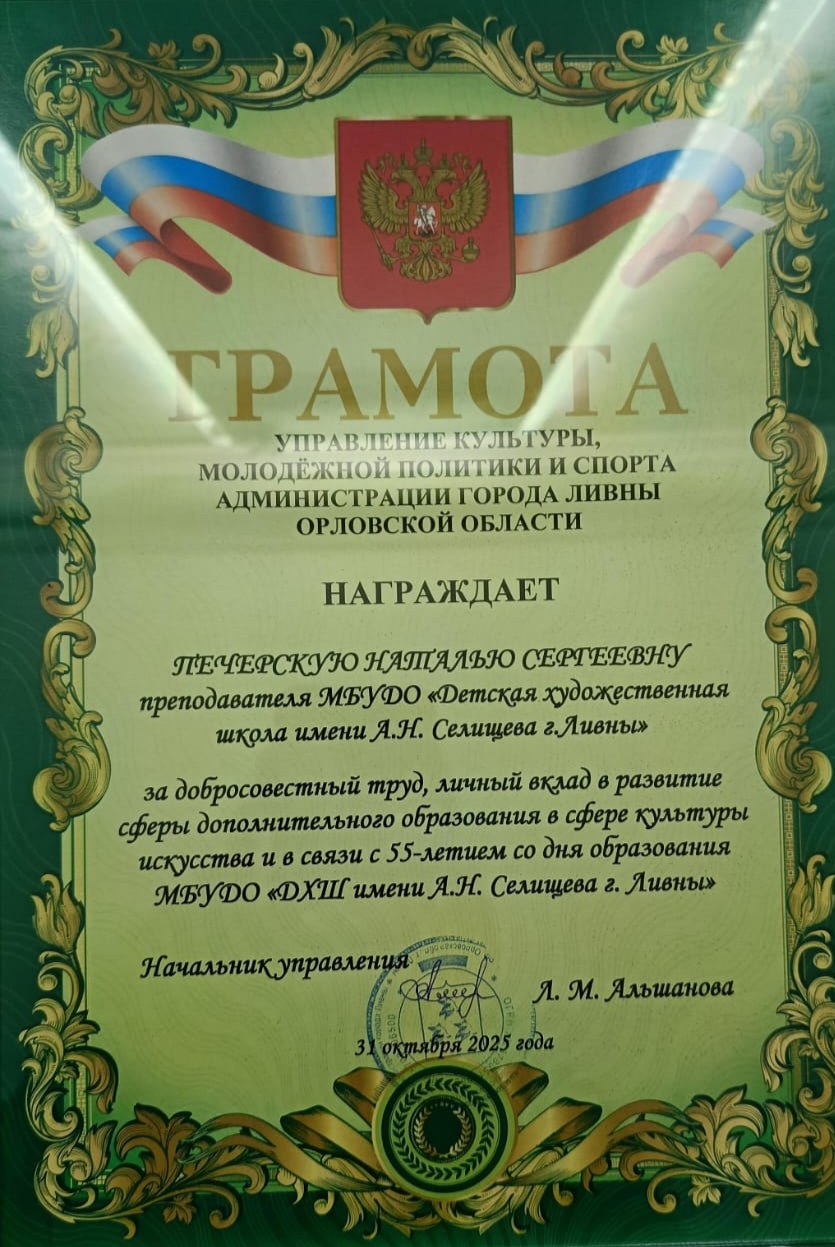 ГРАМОТА
УПРАВЛЕНИЕ КУЛЬТУРЫ,
МОЛОДЁЖНОЙ ПОЛИТИКИ И СПОРТА
АДМИНИСТРАЦИИ ГОРОДА ЛИВНЫ
ОРЛОВСКОЙ ОБЛАСТИ
НАГРАЖДАЕТ
ПЕЧЕРСКУЮ НАТАЛЬЮ СЕРГЕЕВНУ
преподавателя МБУДО «Детская художественная
школа имени А.Н. Селищева г.Ливны»
за добросовестный труд, личный вклад в развитие
сферы дополнительного образования в сфере культуры
искусства и в связи с 55-летием со дня образования
МБУДО «ДХШ имени А.Н. Селищева г. Ливны»
Начальник управления
Л. М. Альшанова
31 октября 2025 года